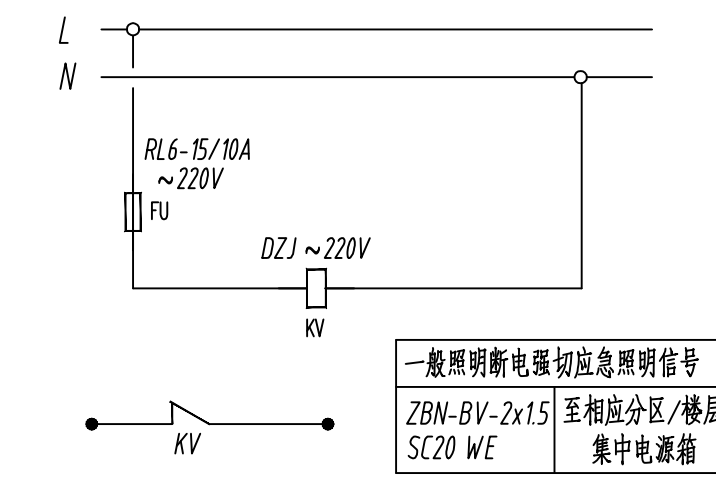 L
N
RL6-15/10A
~220V
FU
DZJ ~220V
KV
一般照明断电强切应急照明信号
ZBN-BV-2x1.5
SC20 WE
至相应分区/楼层
集中电源箱
KV